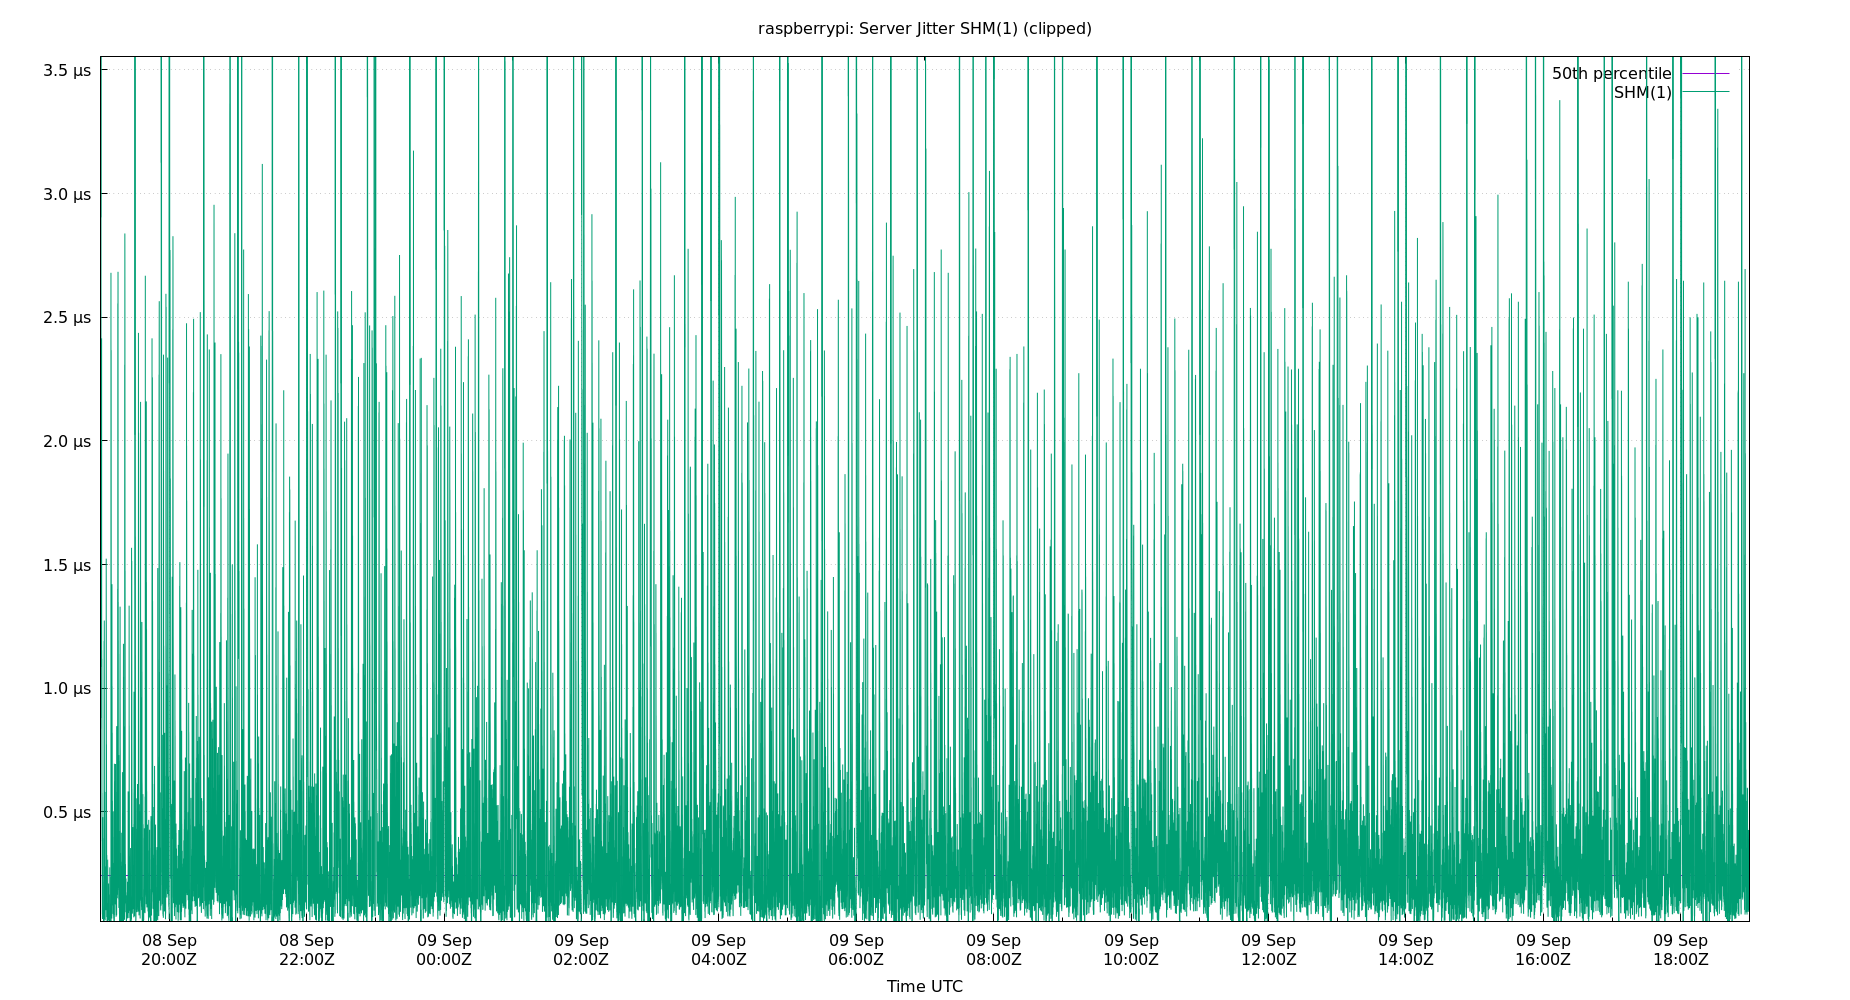 raspberrypi: Server Jitter SHM(1) (clipped)
50th percentile
SHM(1)
3.5 µs
3.0 µs
2.5 µs
2.0 µs
1.5 µs
1.0 µs
0.5 µs
08 Sep 08 Sep 09 Sep 09 Sep 09 Sep 09 Sep 09 Sep 09 Sep 09 Sep 09 Sep 09 Sep 09 Sep
20:00Z 22:00Z 00:00Z 02:00Z 04:00Z 06:00Z 08:00Z 10:00Z 12:00Z 14:00Z 16:00Z 18:00Z
Time UTC